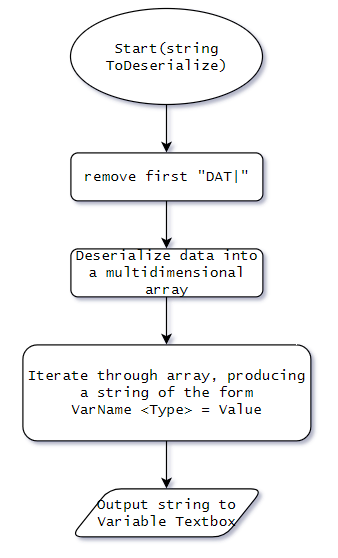 Start(string
ToDeserialize)
remove first "DAT|"
Deserialize data into
a multidimensional
array
Iterate through array, producing
a string of the form
VarName <Type> = Value
Output string to
Variable Textbox